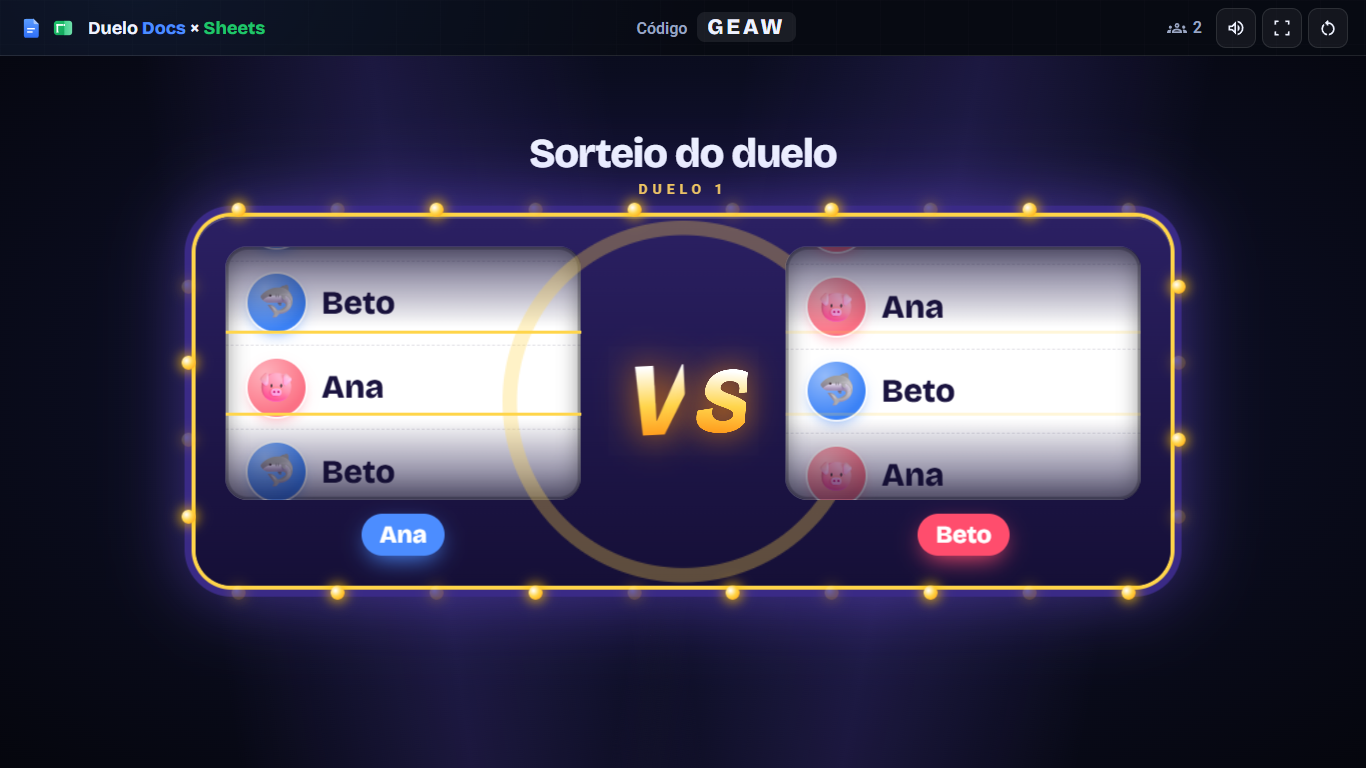 Duelo Docs × Sheets
Código GEAW
2
Sorteio do duelo
DUELO 1
Beto
Ana
Beto
Ana
VS
Ana
Beto
Ana
Beto